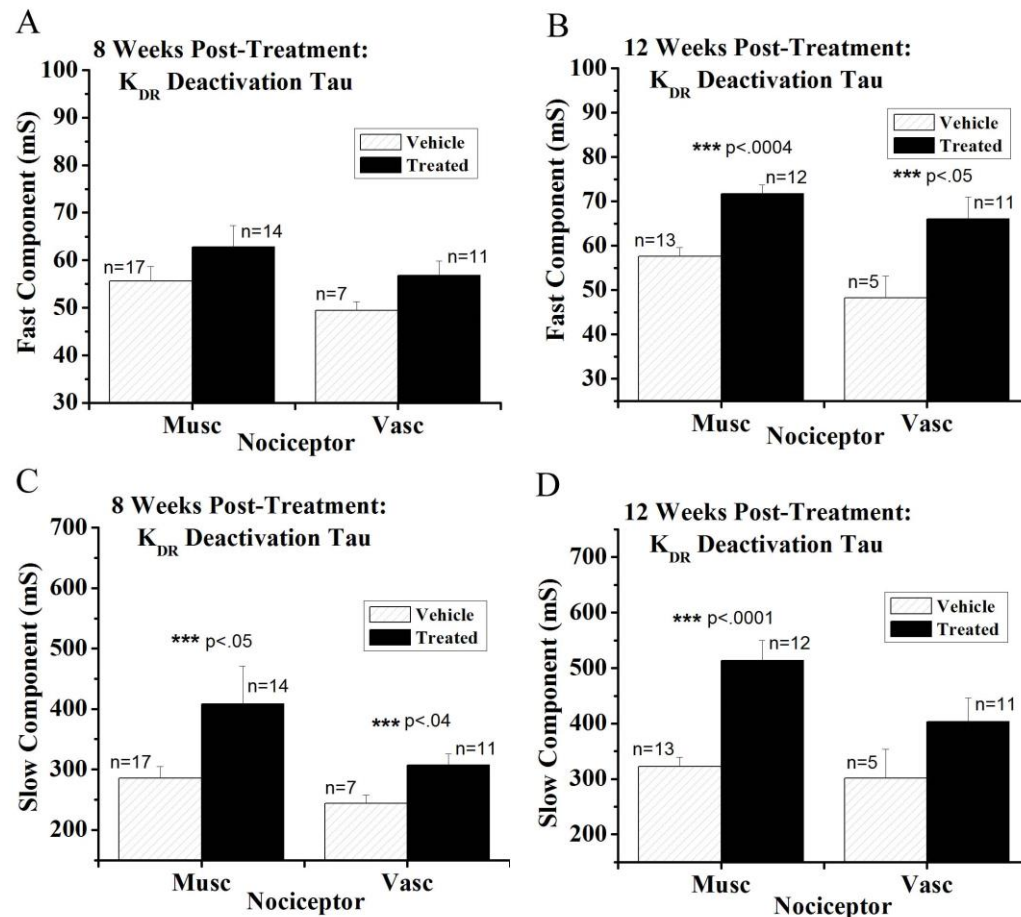 A
8 Weeks Post-Treatment:
K_DR Deactivation Tau
Fast Component (mS)
100
90
80
70
60
50
40
30
Vehicle
Treated
n=17
n=14
n=7
n=11
Musc
Vasc
Nociceptor
B
12 Weeks Post-Treatment:
K_DR Deactivation Tau
Fast Component (mS)
100
90
80
70
60
50
40
30
Vehicle
Treated
*** p<.0004
*** p<.05
n=13
n=12
n=5
n=11
Musc
Vasc
Nociceptor
C
8 Weeks Post-Treatment:
K_DR Deactivation Tau
Slow Component (mS)
700
600
500
400
300
200
Vehicle
Treated
*** p<.05
*** p<.04
n=17
n=14
n=7
n=11
Musc
Vasc
Nociceptor
D
12 Weeks Post-Treatment:
K_DR Deactivation Tau
Slow Component (mS)
700
600
500
400
300
200
Vehicle
Treated
*** p<.0001
n=13
n=12
n=5
n=11
Musc
Vasc
Nociceptor